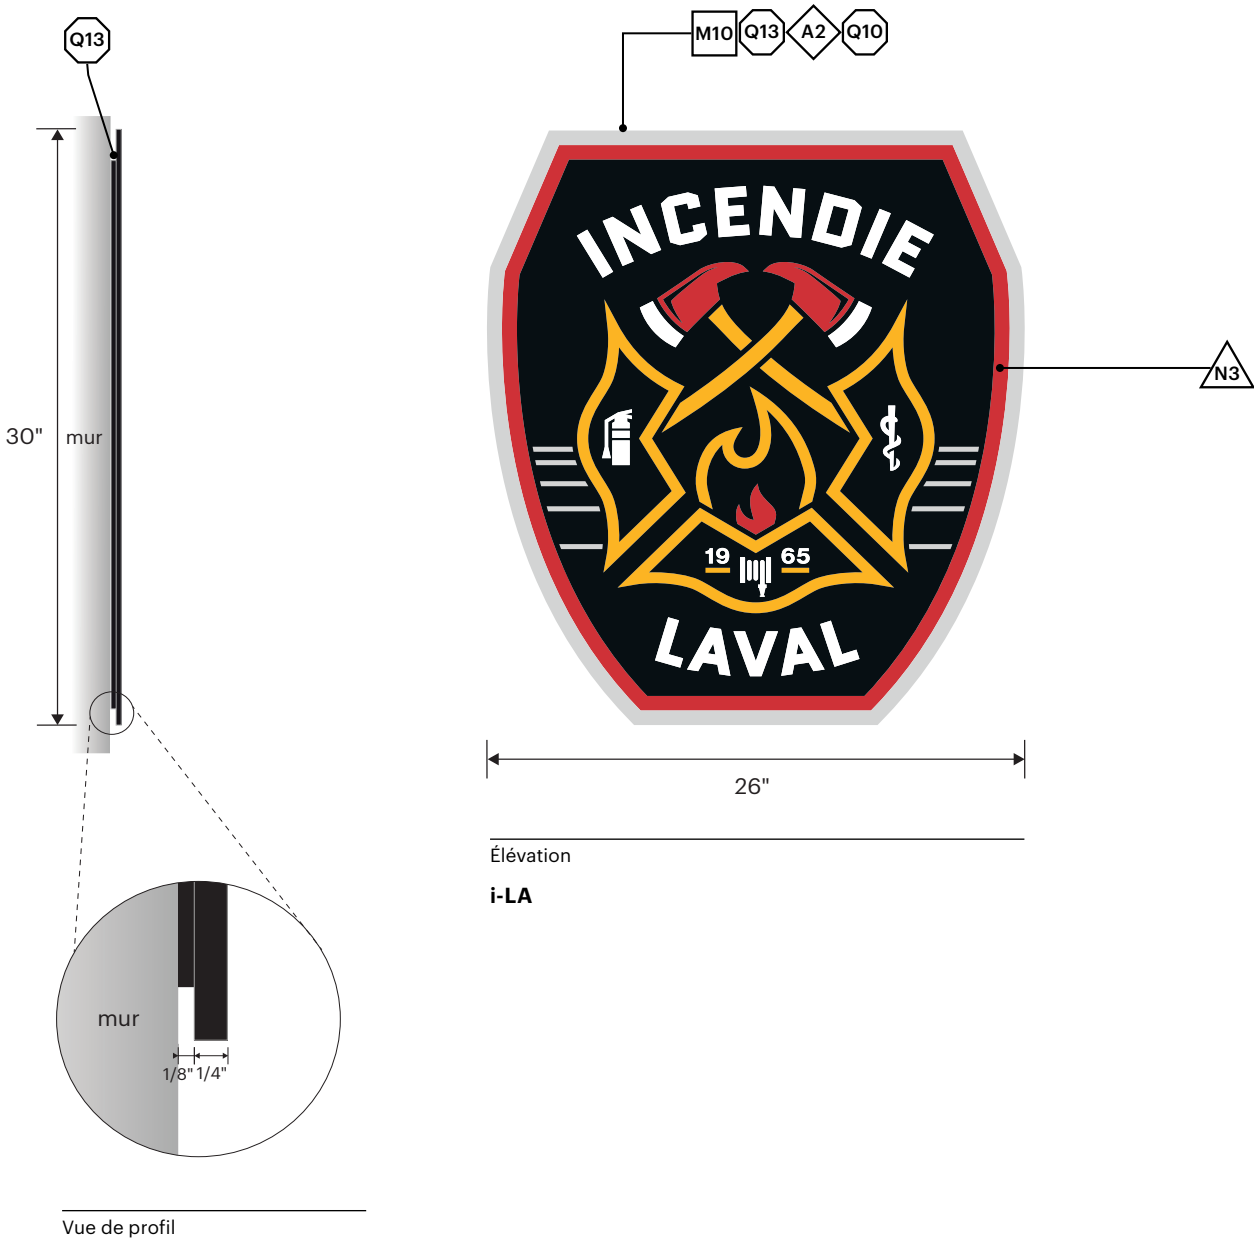 Q13
M10 Q13 A2 Q10
INCENDIE
N3
30"
mur
19 65
LAVAL
26"
Élévation
i-LA
mur
1/8" 1/4"
Vue de profil